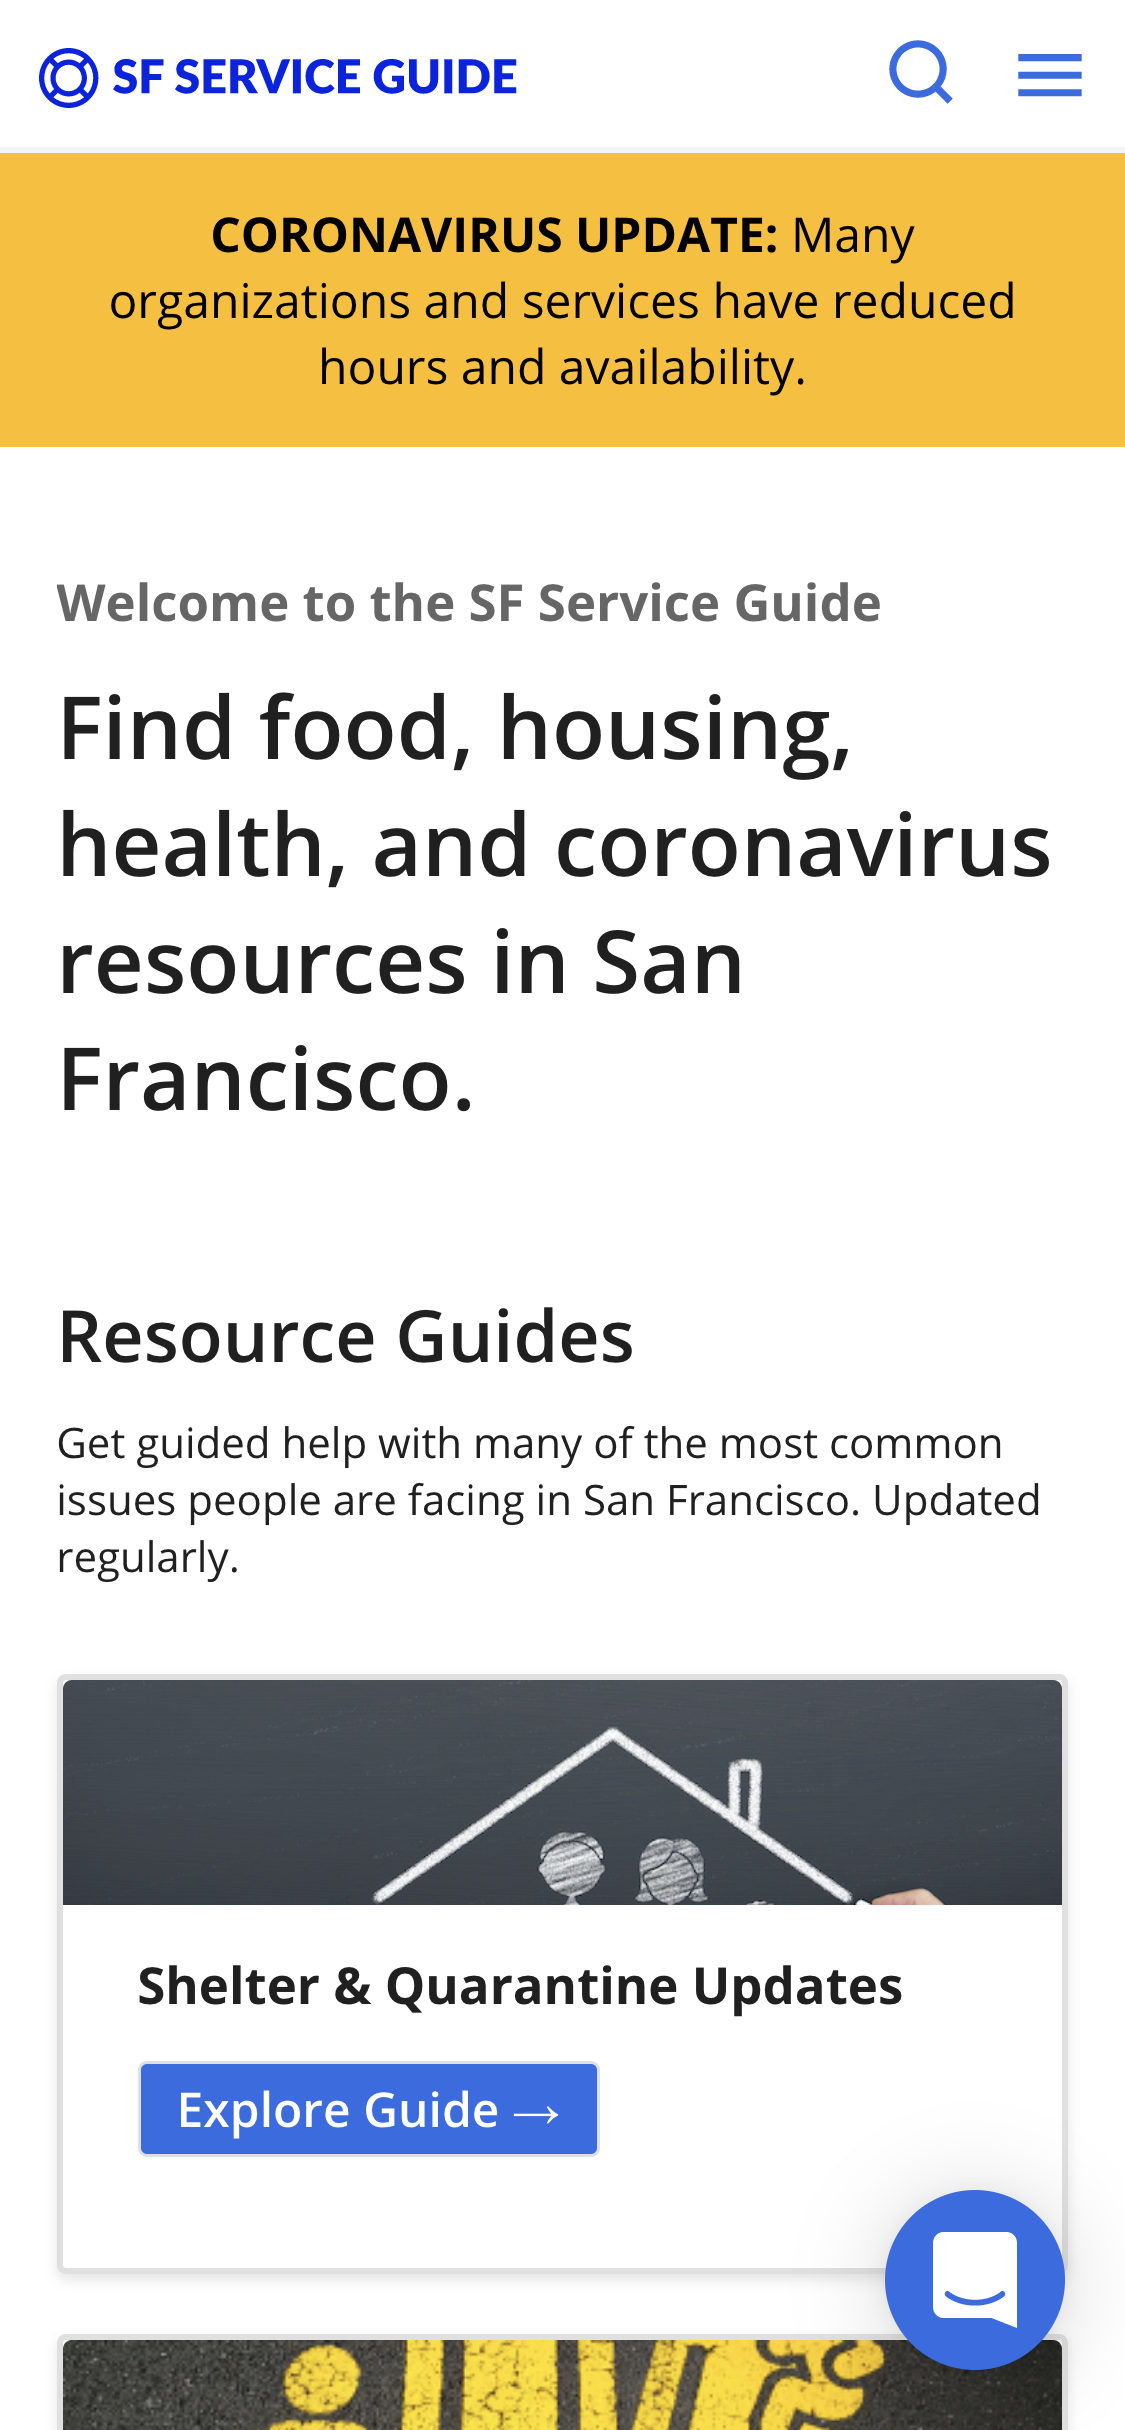 SF SERVICE GUIDE
CORONAVIRUS UPDATE: Many
organizations and services have reduced
hours and availability.
Welcome to the SF Service Guide
Find food, housing,
health, and coronavirus
resources in San
Francisco.
Resource Guides
Get guided help with many of the most common
issues people are facing in San Francisco. Updated
regularly.
Shelter & Quarantine Updates
Explore Guide →